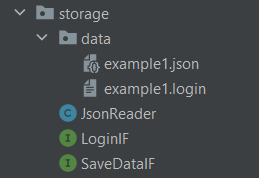 storage
data
example1.json
example1.login
JsonReader
LoginIF
SaveDataIF